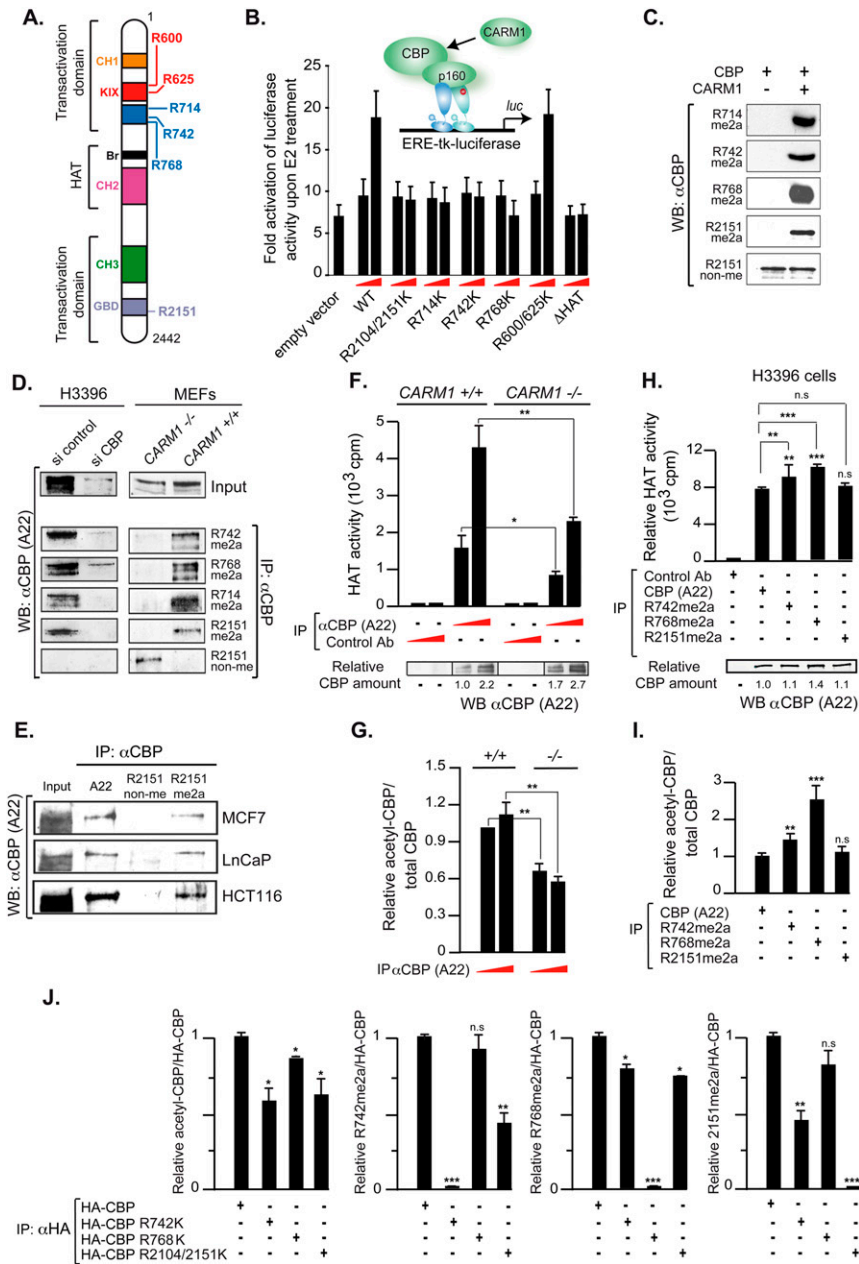 A.
1
Transactivation domain
CH1
KIX
R600
R625
R714
R742
R768
HAT
Br
CH2
Transactivation domain
CH3
GBD
R2151
2442
B.
Fold activation of luciferase
activity upon E2 treatment
25
20
15
10
5
0
CBP
CARM1
p160
luc
ERE-tk-luciferase
empty vector
WT
R2104/2151K
R714K
R742K
R768K
R600/625K
ΔHAT
C.
CBP + +
CARM1 - +
WB: αCBP
R714
me2a
R742
me2a
R768
me2a
R2151
me2a
R2151
non-me
D.
H3396
MEFs
si control
si CBP
CARM1 -/-
CARM1 +/+
WB: αCBP (A22)
Input
R742
me2a
R768
me2a
R714
me2a
R2151
me2a
R2151
non-me
IP: αCBP
E.
IP: αCBP
Input
A22
R2151
non-me
R2151
me2a
WB: αCBP (A22)
MCF7
LnCaP
HCT116
F.
CARM1 +/+
CARM1 -/-
HAT activity (10³ cpm)
5
4
3
2
1
0
*
**
IP
αCBP (A22) - - - -
Control Ab - - - -
Relative
CBP amount
- - 1.0 2.2 - - 1.7 2.7
WB αCBP (A22)
G.
+/+
-/-
Relative acetyl-CBP/
total CBP
1.5
1.2
0.9
0.6
0.3
0
**
**
IP αCBP (A22)
H.
H3396 cells
Relative HAT activity
(10³ cpm)
12
8
4
0
n.s
***
**
**
***
n.s
IP
Control Ab + - - - -
CBP (A22) - + - - -
R742me2a - - + - -
R768me2a - - - + -
R2151me2a - - - - +
Relative
CBP amount
- 1.0 1.1 1.4 1.1
WB αCBP (A22)
I.
Relative acetyl-CBP/
total CBP
3
2
1
0
**
***
n.s
IP
CBP (A22) + - - -
R742me2a - + - -
R768me2a - - + -
R2151me2a - - - +
J.
Relative acetyl-CBP/HA-CBP
1
0
*
*
*
Relative R742me2a/HA-CBP
1
0
***
n.s
**
Relative R768me2a/HA-CBP
1
0
*
***
*
Relative 2151me2a/HA-CBP
1
0
**
n.s
***
IP: αHA
HA-CBP + - - - + - - - + - - - + - - -
HA-CBP R742K - + - - - + - - - + - - - + - -
HA-CBP R768K - - + - - - + - - - + - - - + -
HA-CBP R2104/2151K - - - + - - - + - - - + - - - +